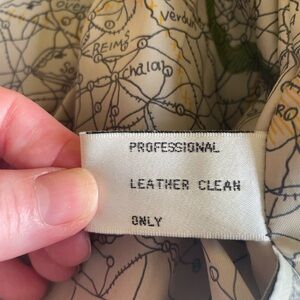 Verdun
REIMS
Chalon
PROFESSIONAL
LEATHER CLEAN
ONLY